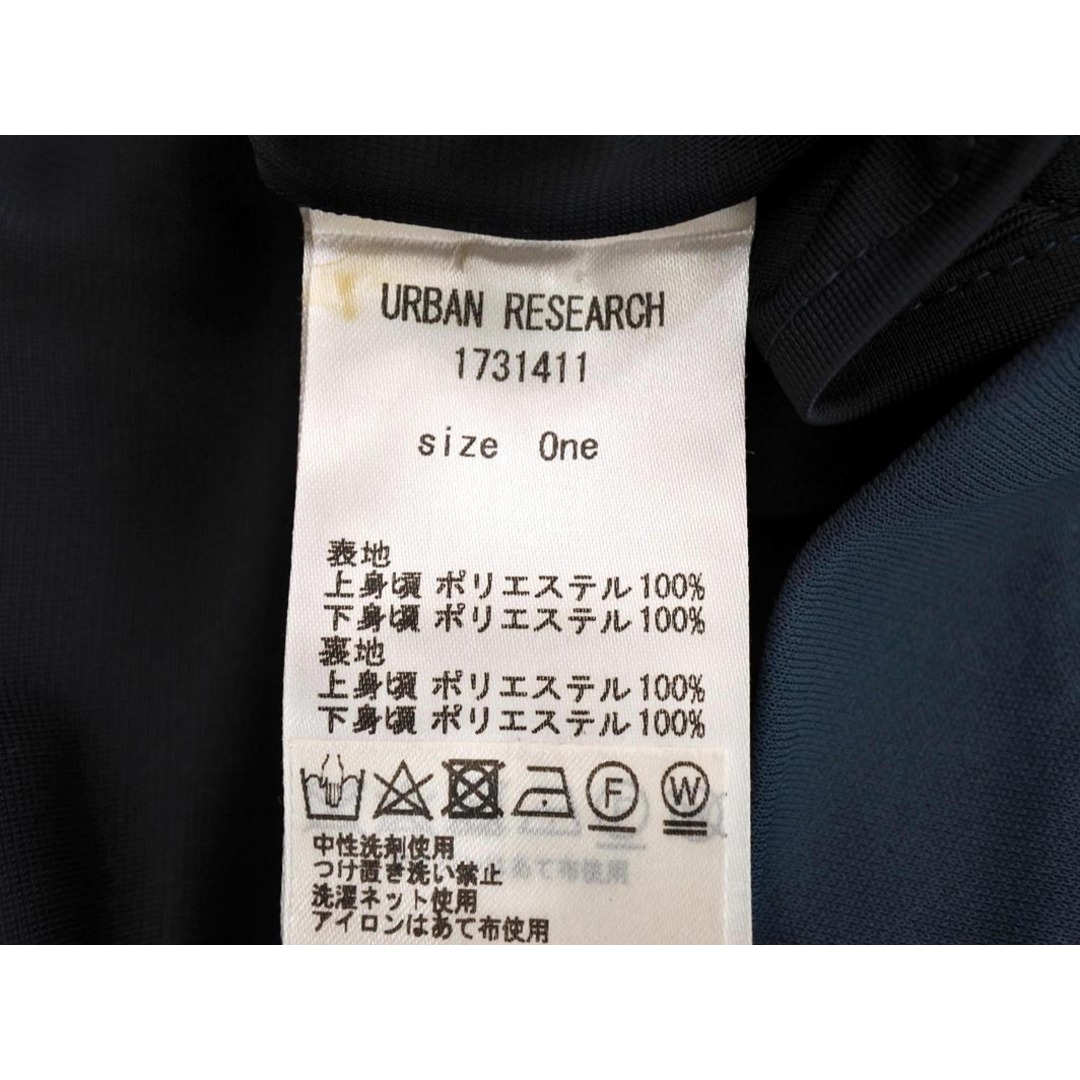 URBAN RESEARCH
1731411
size One
表地
上身頃 ポリエステル100%
下身頃 ポリエステル100%
裏地
上身頃 ポリエステル100%
下身頃 ポリエステル100%
F W
中性洗剤使用
つけ置き洗い禁止
洗濯ネット使用
アイロンはあて布使用